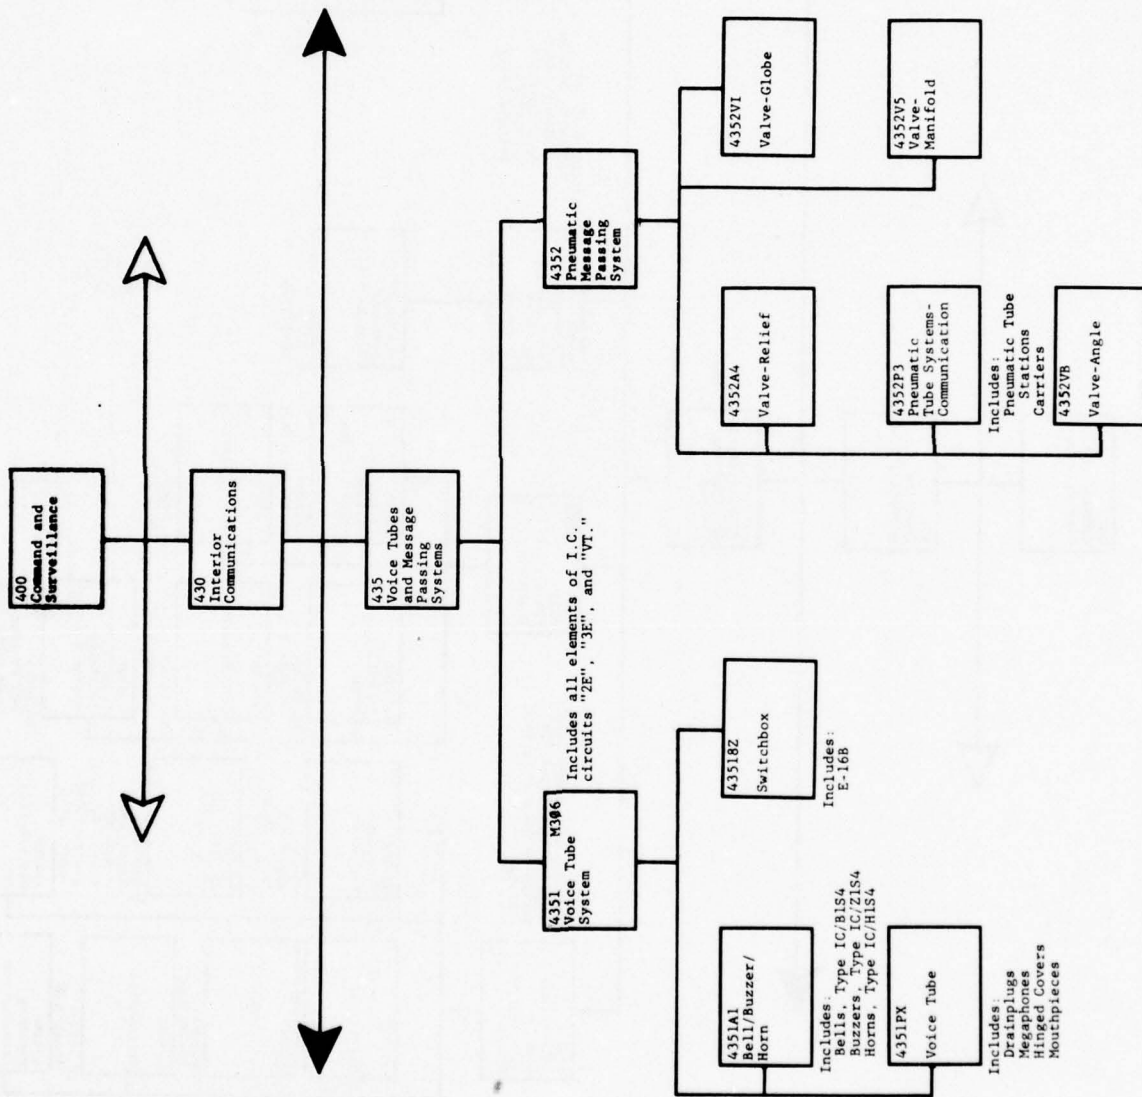 400
Command and
Surveillance
430
Interior
Communications
435
Voice Tubes
and Message
Passing
Systems
4351 M306
Voice Tube
System
Includes all elements of I.C.
circuits "2E", "3E", and "VT."
4352
Pneumatic
Message
Passing
System
4351A1
Bell/Buzzer/
Horn
Includes:
Bells, Type IC/B1S4
Buzzers, Type IC/Z1S4
Horns, Type IC/H1S4
4351PX
Voice Tube
Includes:
Drainplugs
Megaphones
Hinged Covers
Mouthpieces
43518Z
Switchbox
Includes:
E-16B
4352A4
Valve-Relief
4352P3
Pneumatic
Tube Systems-
Communication
Includes:
Pneumatic Tube
Stations
Carriers
4352VB
Valve-Angle
4352VI
Valve-Globe
4352V5
Valve-
Manifold